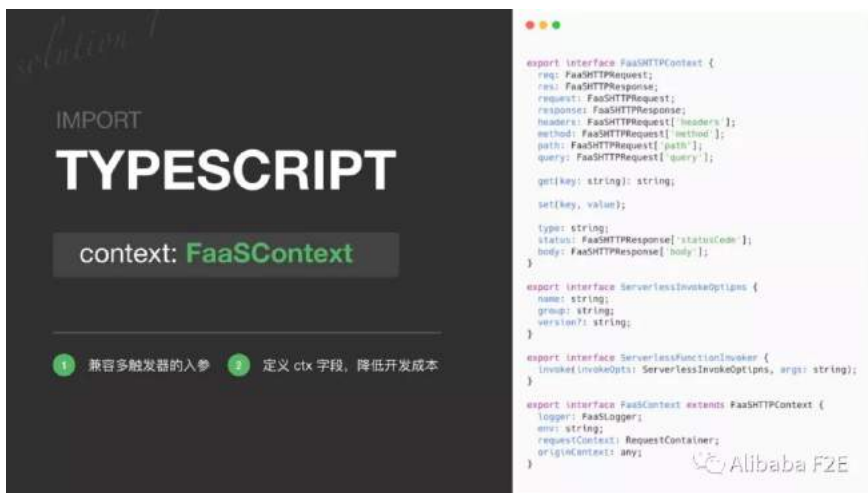 solution 1
IMPORT
TYPESCRIPT
context: FaaSContext
1 兼容多触发器的入参 2 定义 ctx 字段，降低开发成本
export interface FaaSHTTPContext {
req: FaaSHTTPRequest;
res: FaaSHTTPResponse;
request: FaaSHTTPRequest;
response: FaaSHTTPResponse;
headers: FaaSHTTPRequest['headers'];
method: FaaSHTTPRequest['method'];
path: FaaSHTTPRequest['path'];
query: FaaSHTTPRequest['query'];
get(key: string): string;
set(key, value);
type: string;
status: FaaSHTTPResponse['statusCode'];
body: FaaSHTTPResponse['body'];
}
export interface ServerlessInvokeOptipns {
name: string;
group: string;
version?: string;
}
export interface ServerlessFunctionInvoker {
invoke(invokeOpts: ServerlessInvokeOptipns, args: string);
}
export interface FaaSContext extends FaaSHTTPContext {
logger: FaaSLogger;
env: string;
requestContext: RequestContainer;
originContext: any;
}
Alibaba F2E